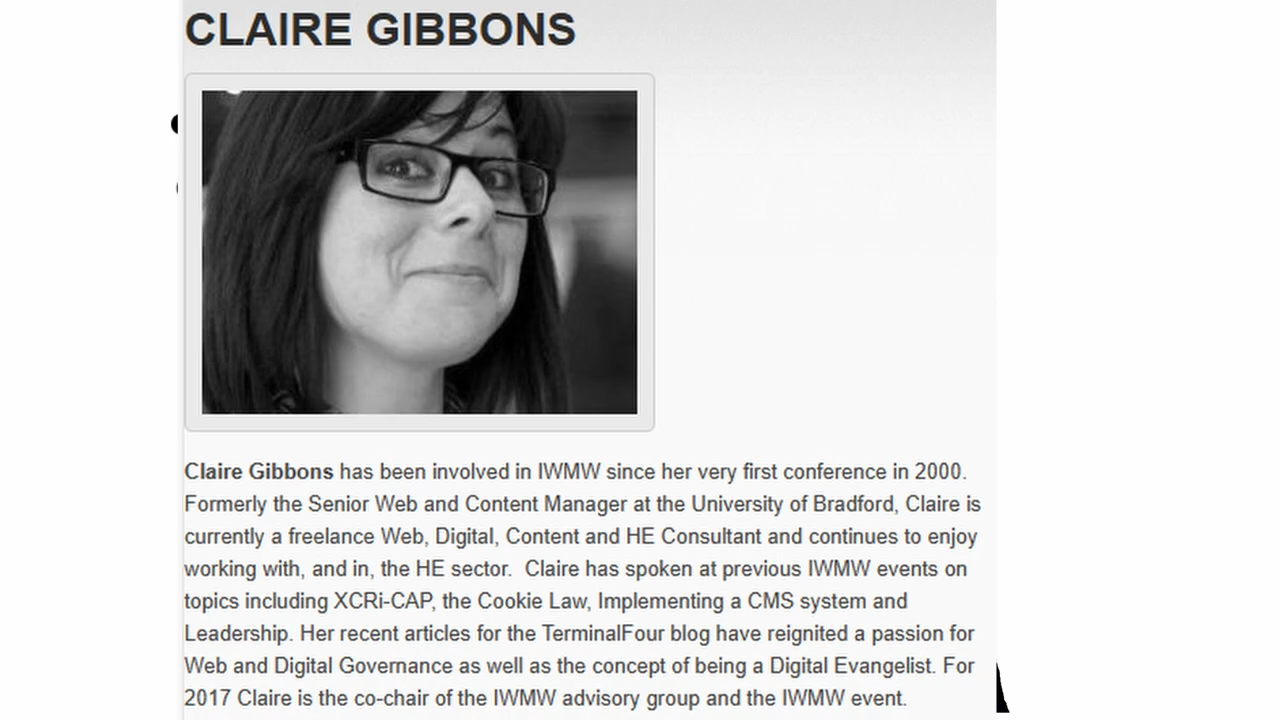 CLAIRE GIBBONS
Claire Gibbons has been involved in IWMW since her very first conference in 2000.
Formerly the Senior Web and Content Manager at the University of Bradford, Claire is
currently a freelance Web, Digital, Content and HE Consultant and continues to enjoy
working with, and in, the HE sector.  Claire has spoken at previous IWMW events on
topics including XCRi-CAP, the Cookie Law, Implementing a CMS system and
Leadership. Her recent articles for the TerminalFour blog have reignited a passion for
Web and Digital Governance as well as the concept of being a Digital Evangelist. For
2017 Claire is the co-chair of the IWMW advisory group and the IWMW event.